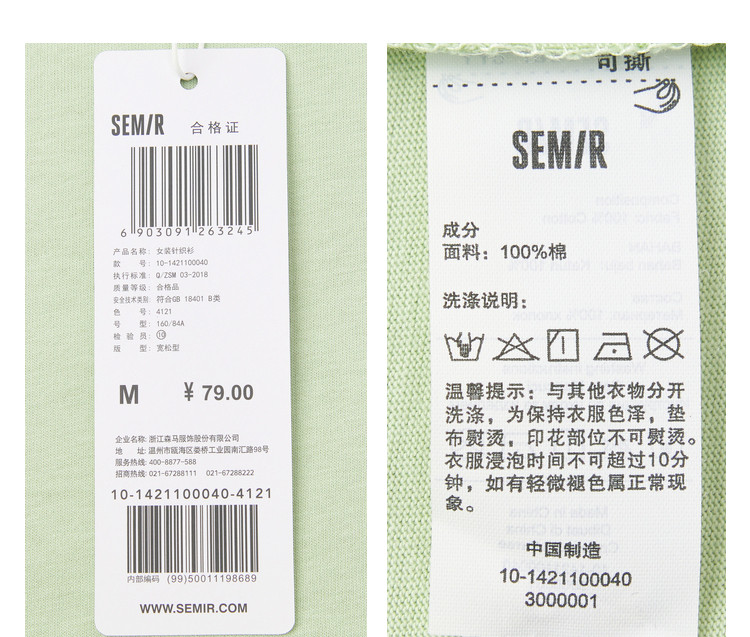 SEMIR 合格证
6 903091 263245
产品名称: 女装针织衫
款 号: 10-1421100040
执行标准: Q/ZSM 03-2018
质量等级: 合格品
安全技术类别: 符合GB 18401 B类
色 号: 4121
号 型: 160/84A
检 验 员: ⑩
版 型: 宽松型
M ¥ 79.00
企业名称: 浙江森马服饰股份有限公司
地 址: 温州市瓯海区娄桥工业园南汇路98号
服务热线: 400-8877-588
招商热线: 021-67288111 021-67288222
10-1421100040-4121
内部编码 (99)50011198689
WWW.SEMIR.COM
可撕
SEMIR
成分
面料: 100%棉
洗涤说明:
温馨提示: 与其他衣物分开
洗涤, 为保持衣服色泽, 垫
布熨烫, 印花部位不可熨烫。
衣服浸泡时间不可超过10分
钟, 如有轻微褪色属正常现
象。
中国制造
10-1421100040
3000001